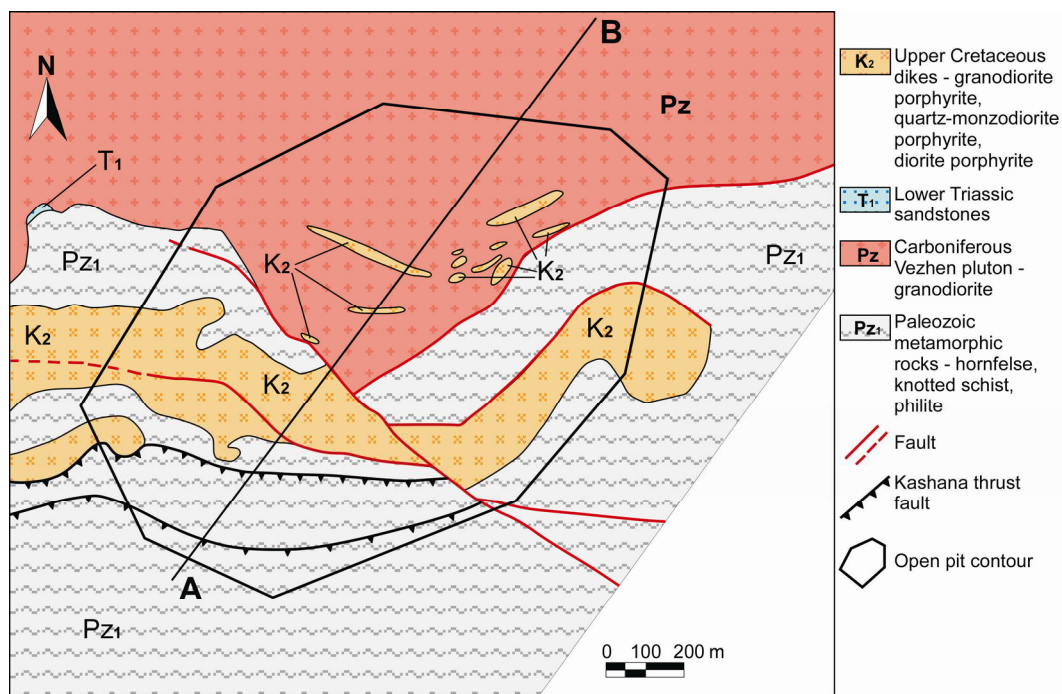 B
N
Pz
T₁
Pz₁
K₂
K₂
Pz₁
K₂
K₂
K₂
A
Pz₁
0 100 200 m
K₂
Upper Cretaceous
dikes - granodiorite
porphyrite,
quartz-monzodiorite
porphyrite,
diorite porphyrite
T₁
Lower Triassic
sandstones
Pz
Carboniferous
Vezhen pluton -
granodiorite
Pz₁
Paleozoic
metamorphic
rocks - hornfelse,
knotted schist,
philite
Fault
Kashana thrust
fault
Open pit contour